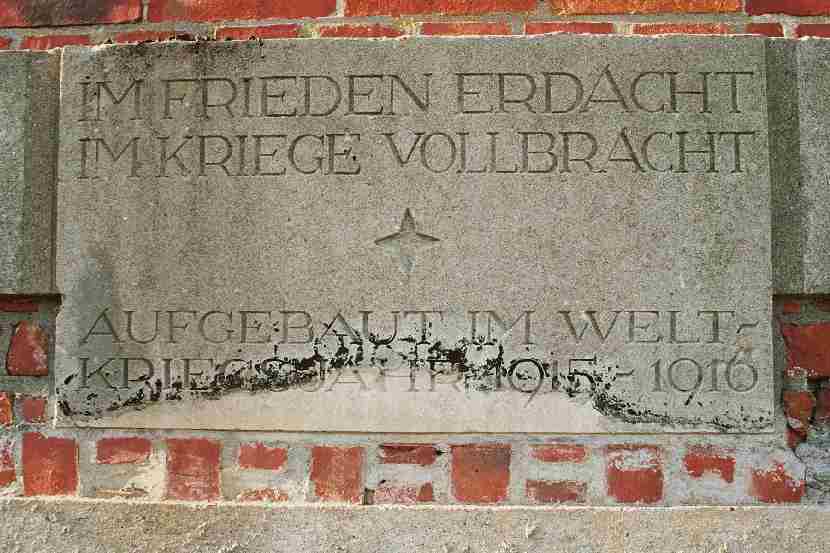 IM FRIEDEN ERDACHT
IM KRIEGE VOLLBRACHT
AUFGEBAUT IM WELT-
KRIEGSJAHR 1915-1916